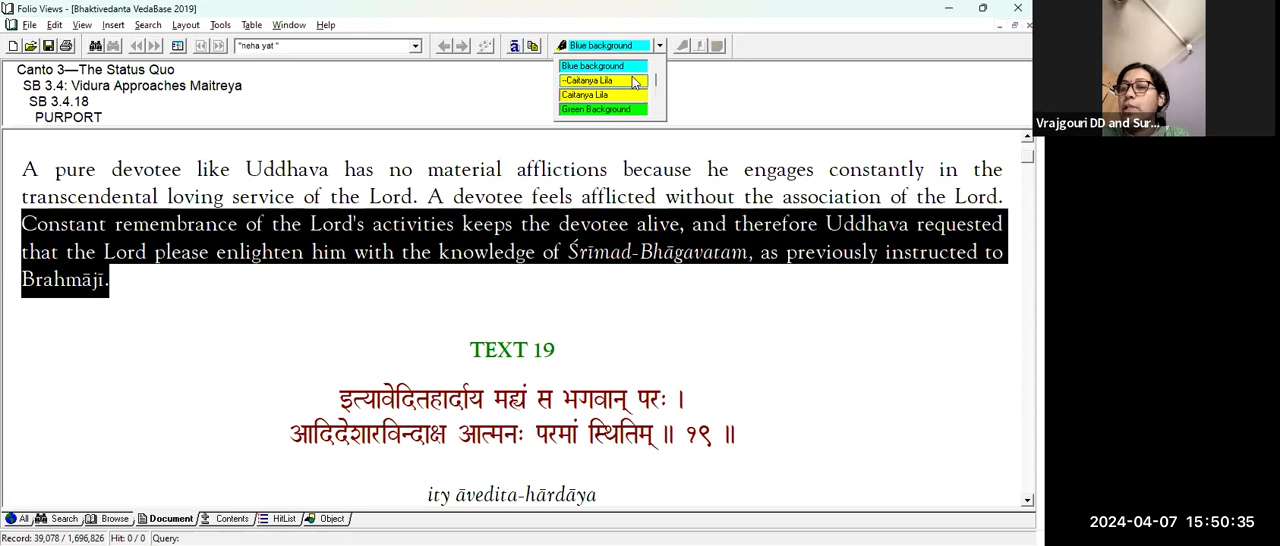 Folio Views - [Bhaktivedanta VedaBase 2019]
File Edit View Insert Search Layout Tools Table Window Help
"neha yat" Blue background
Blue background
--Caitanya Lila
Caitanya Lila
Green Background
Canto 3—The Status Quo
SB 3.4: Vidura Approaches Maitreya
SB 3.4.18
PURPORT
Vrajgouri DD and Sur...
A pure devotee like Uddhava has no material afflictions because he engages constantly in the
transcendental loving service of the Lord. A devotee feels afflicted without the association of the Lord.
Constant remembrance of the Lord's activities keeps the devotee alive, and therefore Uddhava requested
that the Lord please enlighten him with the knowledge of Śrīmad-Bhāgavatam, as previously instructed to
Brahmājī.
TEXT 19
इत्यावेदितहार्दाय मह्यं स भगवान् परः ।
आदिदेशारविन्दाक्ष आत्मनः परमां स्थितिम् ॥ १९ ॥
ity āvedita-hārdāya
All Search Browse Document Contents HitList Object
Record: 39,078 / 1,696,826 Hit: 0 / 0 Query:
2024-04-07 15:50:35